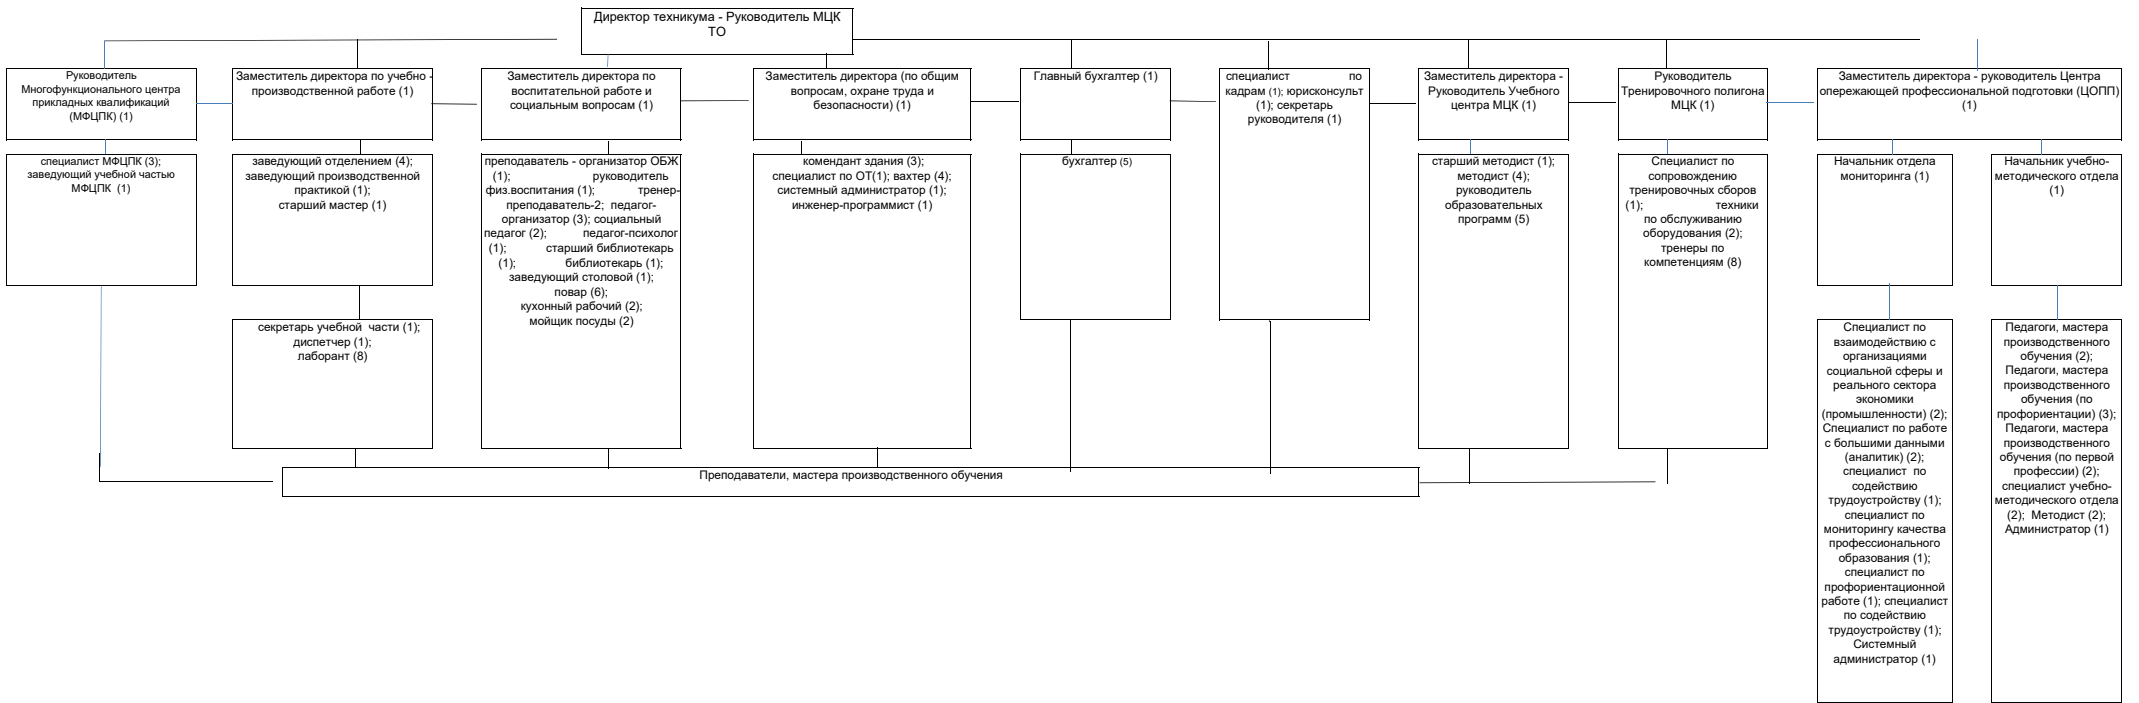 Директор техникума - Руководитель МЦК
ТО
Руководитель
Многофункционального центра
прикладных квалификаций
(МФЦПК) (1)
Заместитель директора по учебно -
производственной работе (1)
Заместитель директора по
воспитательной работе и
социальным вопросам (1)
Заместитель директора (по общим
вопросам, охране труда и
безопасности) (1)
Главный бухгалтер (1)
специалист по
кадрам (1); юрисконсульт
(1); секретарь
руководителя (1)
Заместитель директора -
Руководитель Учебного
центра МЦК (1)
Руководитель
Тренировочного полигона
МЦК (1)
Заместитель директора - руководитель Центра
опережающей профессиональной подготовки (ЦОПП)
(1)
специалист МФЦПК (3);
заведующий учебной частью
МФЦПК (1)
заведующий отделением (4);
заведующий производственной
практикой (1);
старший мастер (1)
преподаватель - организатор ОБЖ
(1); руководитель
физ.воспитания (1); тренер-
преподаватель-2; педагог-
организатор (3); социальный
педагог (2); педагог-психолог
(1); старший библиотекарь
(1); библиотекарь (1);
заведующий столовой (1);
повар (6);
кухонный рабочий (2);
мойщик посуды (2)
комендант здания (3);
специалист по ОТ(1); вахтер (4);
системный администратор (1);
инженер-программист (1)
бухгалтер (5)
старший методист (1);
методист (4);
руководитель
образовательных
программ (5)
Специалист по
сопровождению
тренировочных сборов
(1); техники
по обслуживанию
оборудования (2);
тренеры по
компетенциям (8)
Начальник отдела
мониторинга (1)
Начальник учебно-
методического отдела
(1)
секретарь учебной части (1);
диспетчер (1);
лаборант (8)
Специалист по
взаимодействию с
организациями
социальной сферы и
реального сектора
экономики
(промышленности) (2);
Специалист по работе
с большими данными
(аналитик) (2);
специалист по
содействию
трудоустройству (1);
специалист по
мониторингу качества
профессионального
образования (1);
специалист по
профориентационной
работе (1); специалист
по содействию
трудоустройству (1);
Системный
администратор (1)
Педагоги, мастера
производственного
обучения (2);
Педагоги, мастера
производственного
обучения (по
профориентации) (3);
Педагоги, мастера
производственного
обучения (по первой
профессии) (2);
специалист учебно-
методического отдела
(2); Методист (2);
Администратор (1)
Преподаватели, мастера производственного обучения